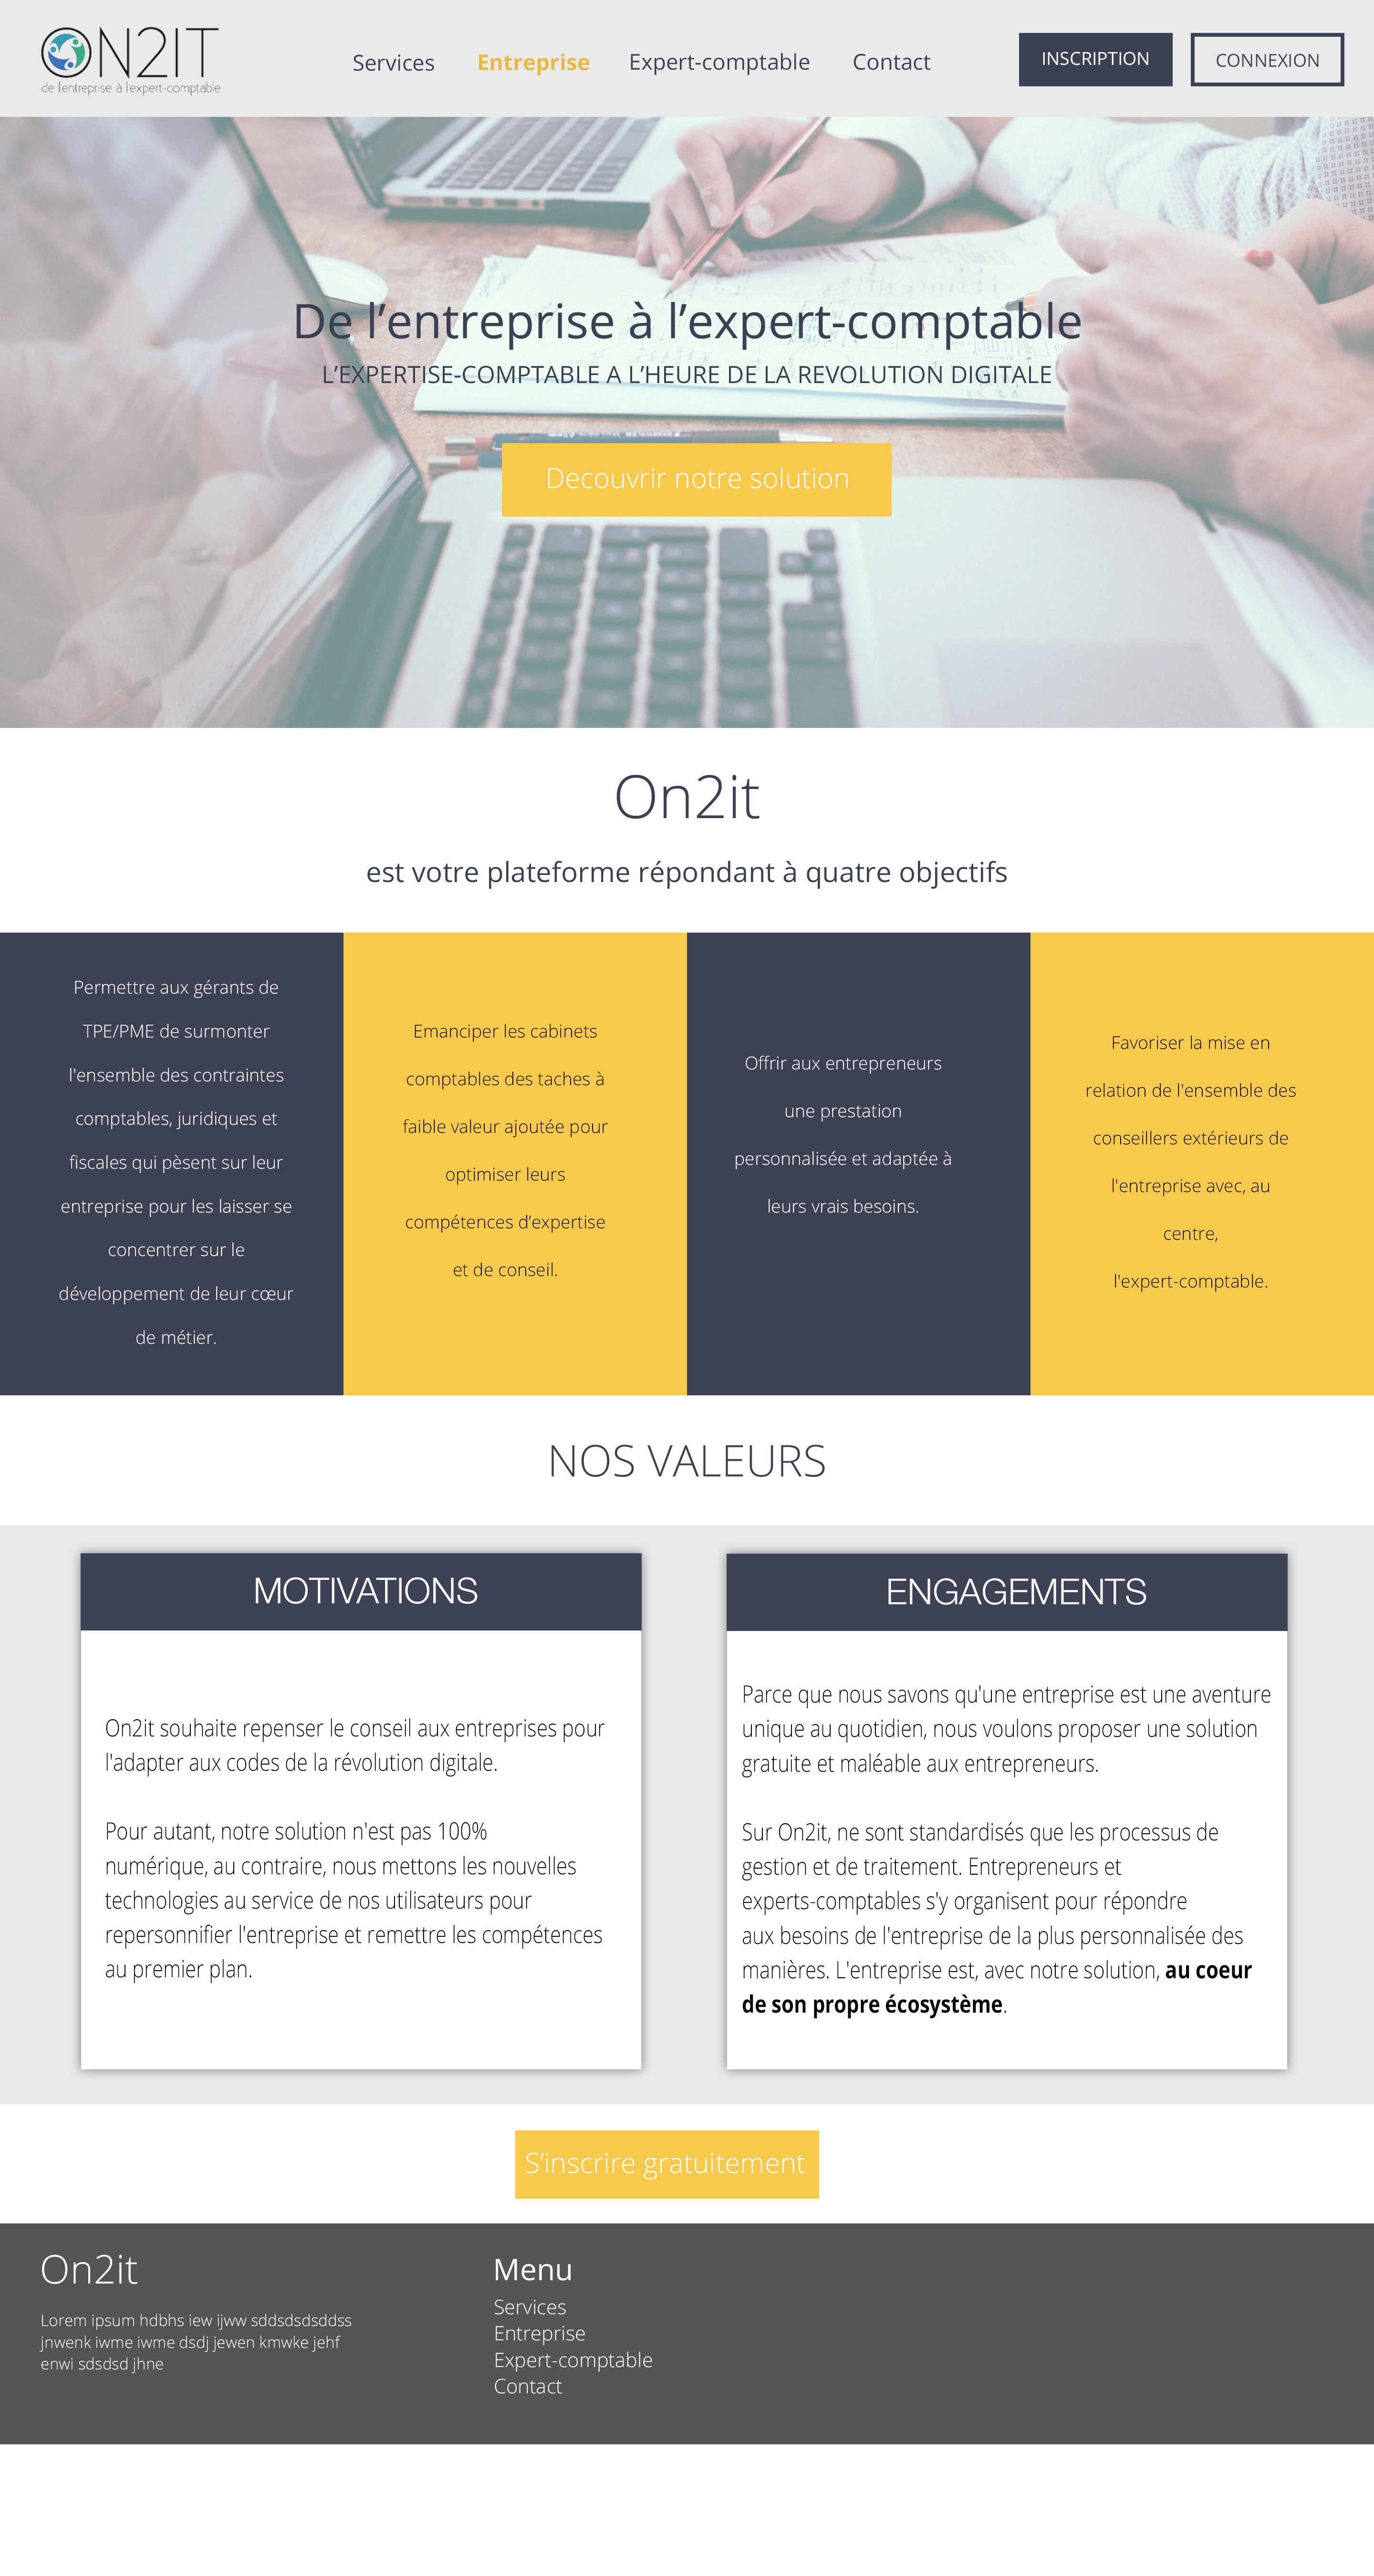 ON2IT
de l'entreprise à l'expert-comptable
Services
Entreprise
Expert-comptable
Contact
INSCRIPTION
CONNEXION
De l’entreprise à l’expert-comptable
L’EXPERTISE-COMPTABLE A L’HEURE DE LA REVOLUTION DIGITALE
Decouvrir notre solution
On2it
est votre plateforme répondant à quatre objectifs
Permettre aux gérants de
TPE/PME de surmonter
l'ensemble des contraintes
comptables, juridiques et
fiscales qui pèsent sur leur
entreprise pour les laisser se
concentrer sur le
développement de leur cœur
de métier.
Emanciper les cabinets
comptables des taches à
faible valeur ajoutée pour
optimiser leurs
compétences d’expertise
et de conseil.
Offrir aux entrepreneurs
une prestation
personnalisée et adaptée à
leurs vrais besoins.
Favoriser la mise en
relation de l'ensemble des
conseillers extérieurs de
l'entreprise avec, au
centre,
l'expert-comptable.
NOS VALEURS
MOTIVATIONS
On2it souhaite repenser le conseil aux entreprises pour
l'adapter aux codes de la révolution digitale.
Pour autant, notre solution n'est pas 100%
numérique, au contraire, nous mettons les nouvelles
technologies au service de nos utilisateurs pour
repersonnifier l'entreprise et remettre les compétences
au premier plan.
ENGAGEMENTS
Parce que nous savons qu'une entreprise est une aventure
unique au quotidien, nous voulons proposer une solution
gratuite et maléable aux entrepreneurs.
Sur On2it, ne sont standardisés que les processus de
gestion et de traitement. Entrepreneurs et
experts-comptables s'y organisent pour répondre
aux besoins de l'entreprise de la plus personnalisée des
manières. L'entreprise est, avec notre solution, au coeur
de son propre écosystème.
S’inscrire gratuitement
On2it
Lorem ipsum hdbhs iew ijww sddsdsdsddss
jnwenk iwme iwme dsdj jewen kmwke jehf
enwi sdsdsd jhne
Menu
Services
Entreprise
Expert-comptable
Contact